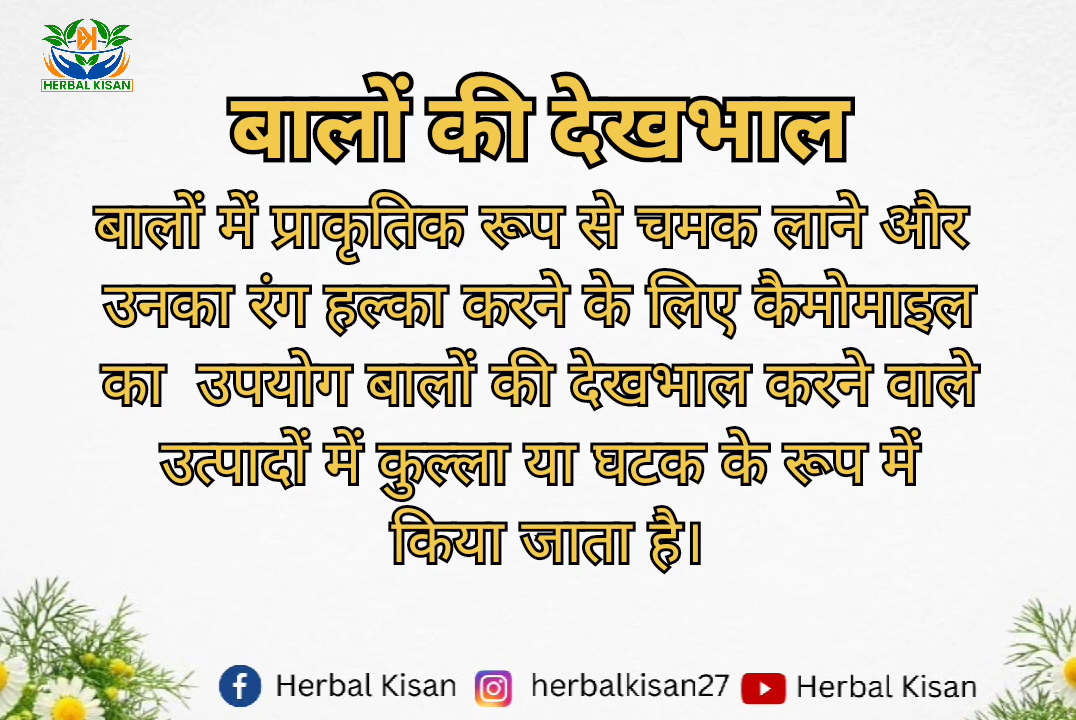 HERBAL KISAN
बालों की देखभाल
बालों में प्राकृतिक रूप से चमक लाने और
उनका रंग हल्का करने के लिए कैमोमाइल
का उपयोग बालों की देखभाल करने वाले
उत्पादों में कुल्ला या घटक के रूप में
किया जाता है।
Herbal Kisan herbalkisan27 Herbal Kisan